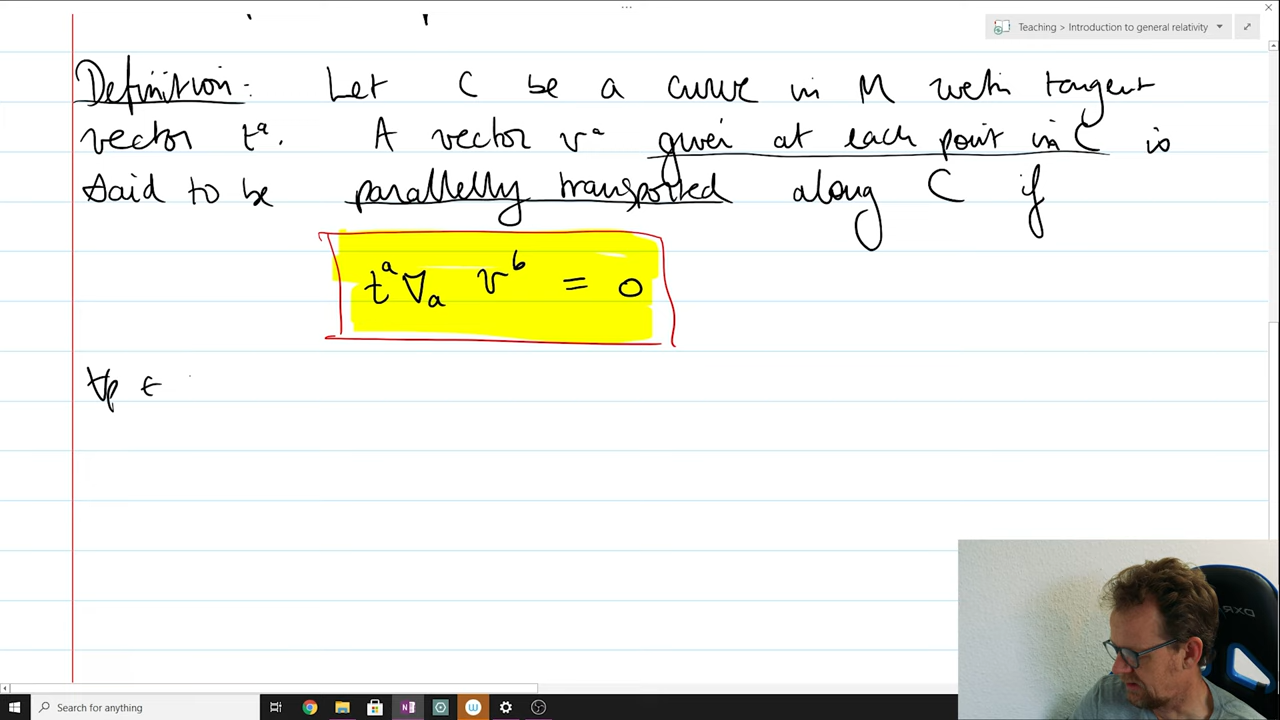 Teaching > Introduction to general relativity
Definition: Let C be a curve in M with tangent
vector tᵃ. A vector vᵃ given at each point in C is
said to be parallelly transported along C if
tᵃ∇ₐ vᵇ = 0
∀p ∈
DXR
Search for anything